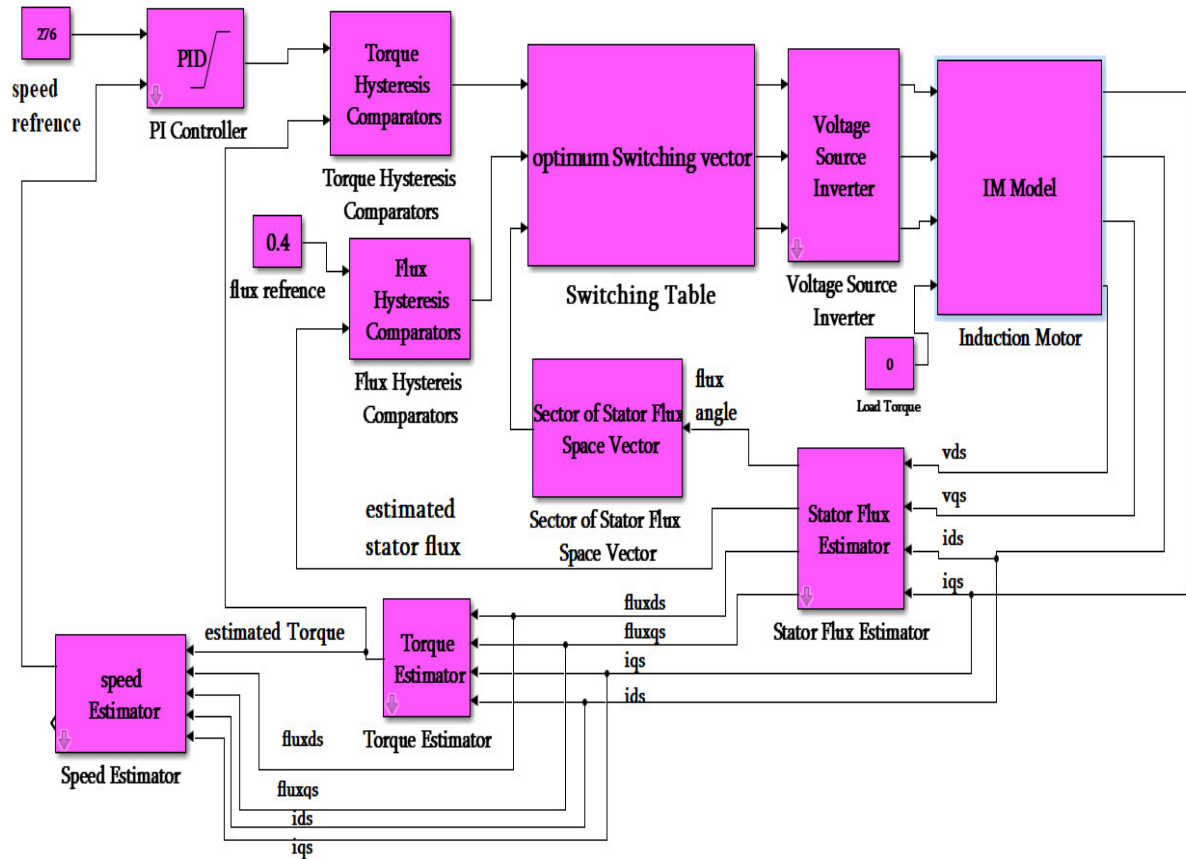 276
speed
refrence
PID
PI Controller
Torque
Hysteresis
Comparators
Torque Hysteresis
Comparators
0.4
flux refrence
Flux
Hysteresis
Comparators
Flux Hystereis
Comparators
optimum Switching vector
Switching Table
Voltage
Source
Inverter
Voltage Source
Inverter
IM Model
Induction Motor
0
Load Torque
Sector of Stator Flux
Space Vector
Sector of Stator Flux
Space Vector
flux
angle
vds
vqs
ids
iqs
Stator Flux
Estimator
Stator Flux Estimator
estimated
stator flux
fluxds
fluxqs
iqs
ids
Torque
Estimator
Torque Estimator
estimated Torque
speed
Estimator
Speed Estimator
fluxds
fluxqs
ids
iqs